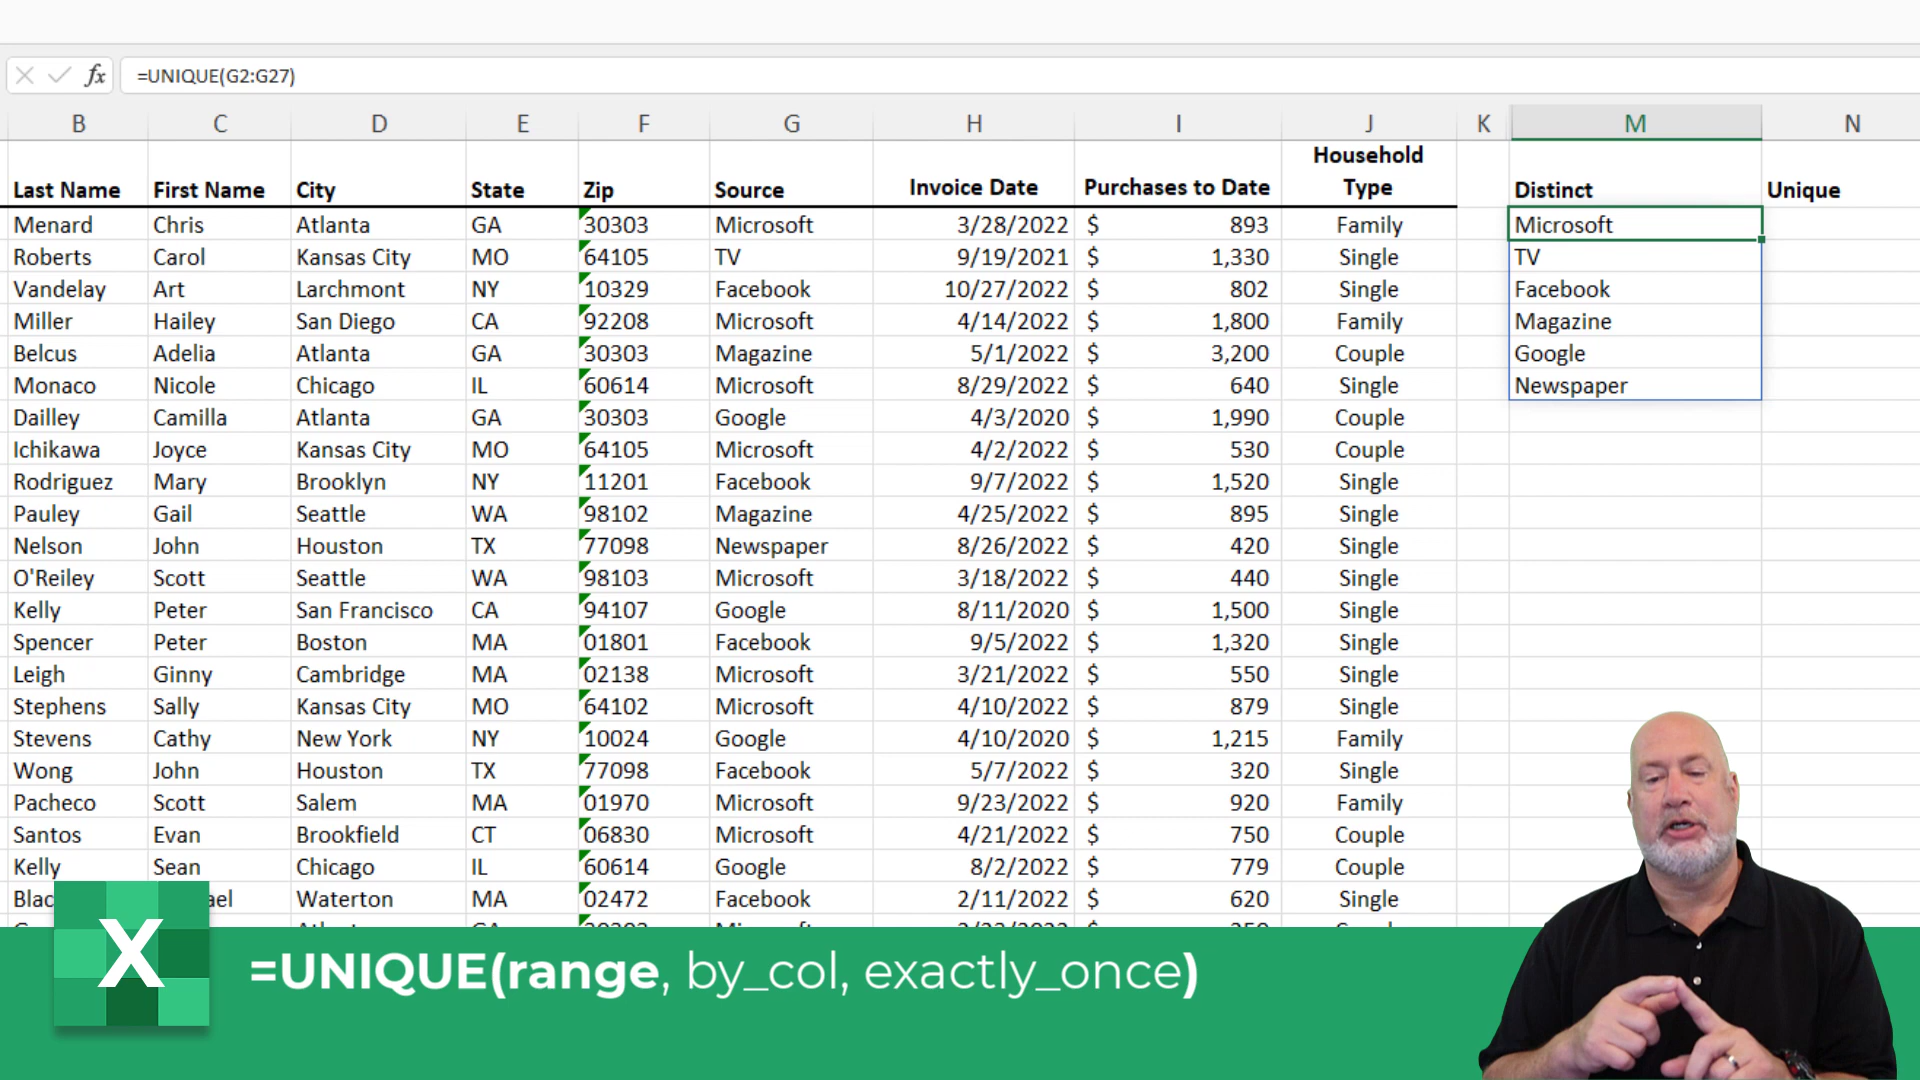 fx =UNIQUE(G2:G27)
B C D E F G H I J K M N
Last Name First Name City State Zip Source Invoice Date Purchases to Date Household Type Distinct Unique
Menard Chris Atlanta GA 30303 Microsoft 3/28/2022 $ 893 Family Microsoft
Roberts Carol Kansas City MO 64105 TV 9/19/2021 $ 1,330 Single TV
Vandelay Art Larchmont NY 10329 Facebook 10/27/2022 $ 802 Single Facebook
Miller Hailey San Diego CA 92208 Microsoft 4/14/2022 $ 1,800 Family Magazine
Belcus Adelia Atlanta GA 30303 Magazine 5/1/2022 $ 3,200 Couple Google
Monaco Nicole Chicago IL 60614 Microsoft 8/29/2022 $ 640 Single Newspaper
Dailley Camilla Atlanta GA 30303 Google 4/3/2020 $ 1,990 Couple
Ichikawa Joyce Kansas City MO 64105 Microsoft 4/2/2022 $ 530 Couple
Rodriguez Mary Brooklyn NY 11201 Facebook 9/7/2022 $ 1,520 Single
Pauley Gail Seattle WA 98102 Magazine 4/25/2022 $ 895 Single
Nelson John Houston TX 77098 Newspaper 8/26/2022 $ 420 Single
O'Reiley Scott Seattle WA 98103 Microsoft 3/18/2022 $ 440 Single
Kelly Peter San Francisco CA 94107 Google 8/11/2020 $ 1,500 Single
Spencer Peter Boston MA 01801 Facebook 9/5/2022 $ 1,320 Single
Leigh Ginny Cambridge MA 02138 Microsoft 3/21/2022 $ 550 Single
Stephens Sally Kansas City MO 64102 Microsoft 4/10/2022 $ 879 Single
Stevens Cathy New York NY 10024 Google 4/10/2020 $ 1,215 Family
Wong John Houston TX 77098 Facebook 5/7/2022 $ 320 Single
Pacheco Scott Salem MA 01970 Microsoft 9/23/2022 $ 920 Family
Santos Evan Brookfield CT 06830 Microsoft 4/21/2022 $ 750 Couple
Kelly Sean Chicago IL 60614 Google 8/2/2022 $ 779 Couple
Blac ael Waterton MA 02472 Facebook 2/11/2022 $ 620 Single
X
=UNIQUE(range, by_col, exactly_once)